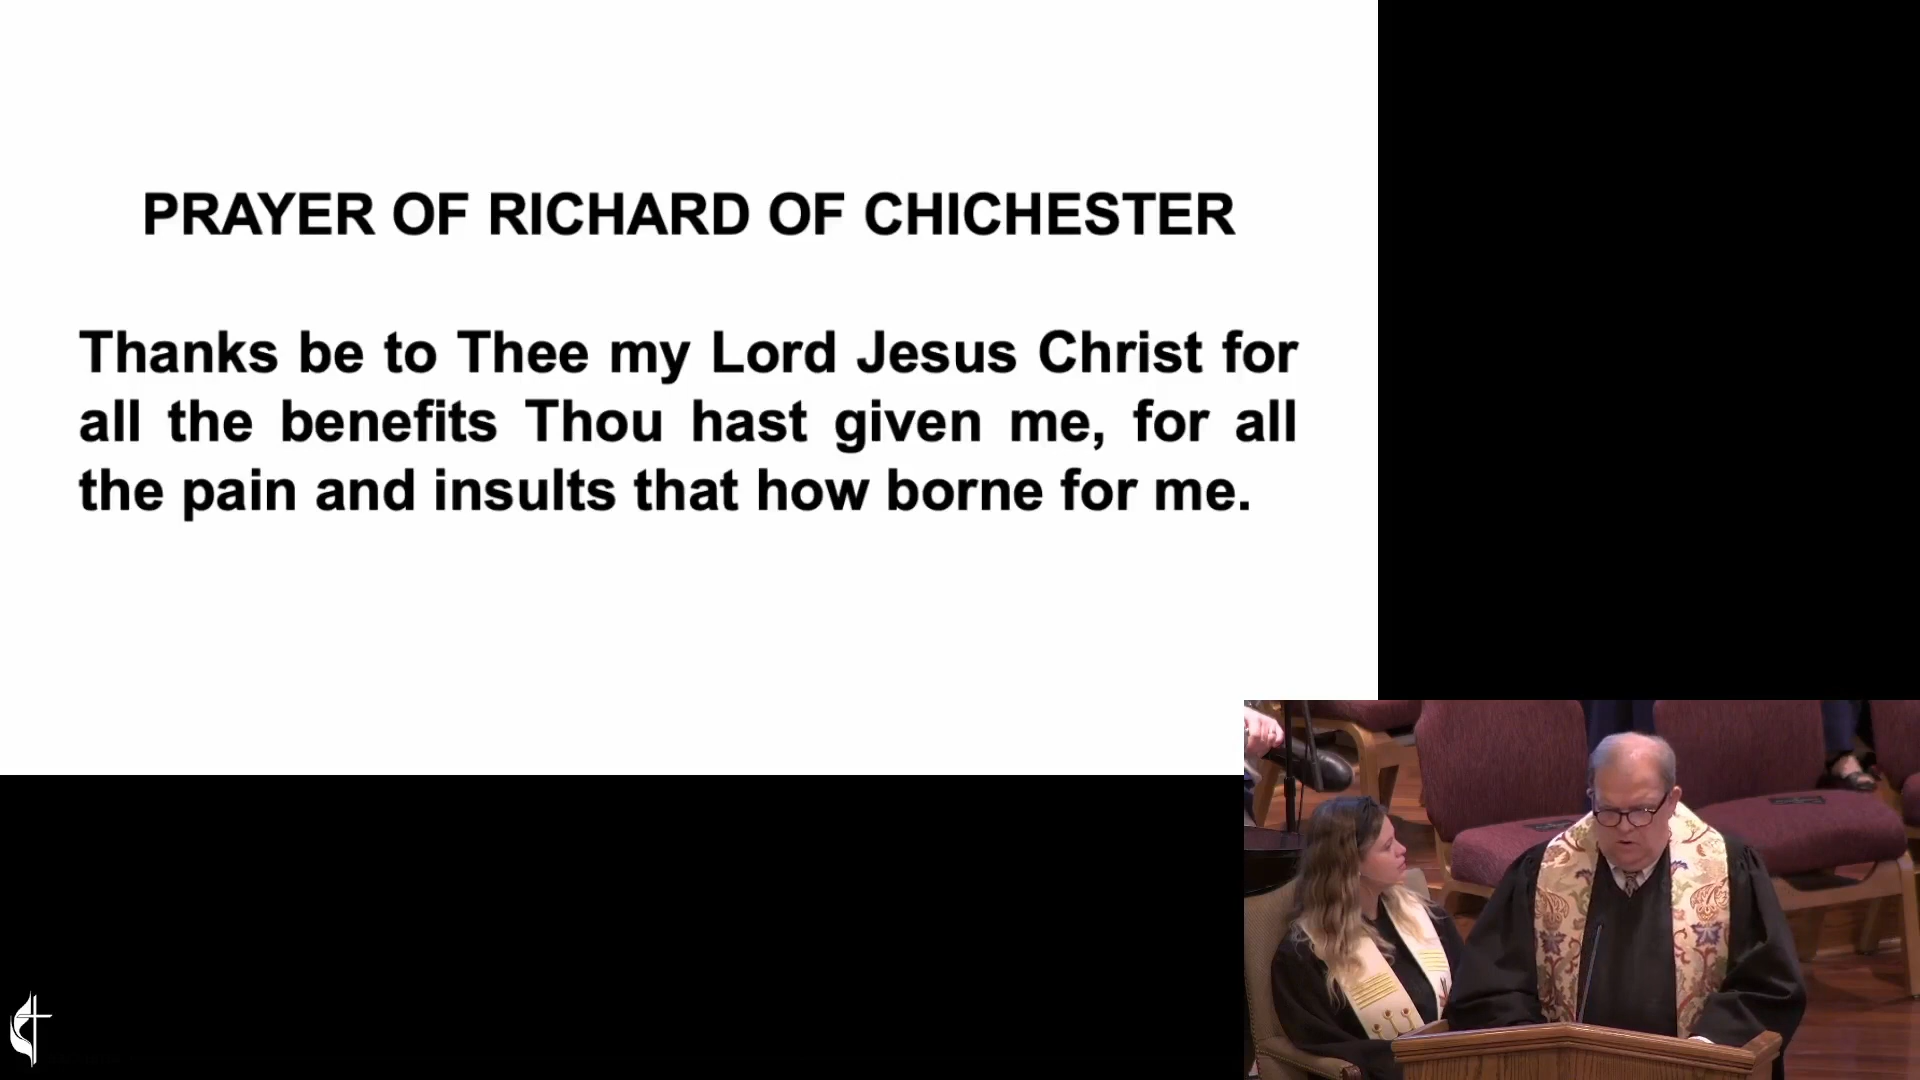 PRAYER OF RICHARD OF CHICHESTER
Thanks be to Thee my Lord Jesus Christ for
all the benefits Thou hast given me, for all
the pain and insults that how borne for me.